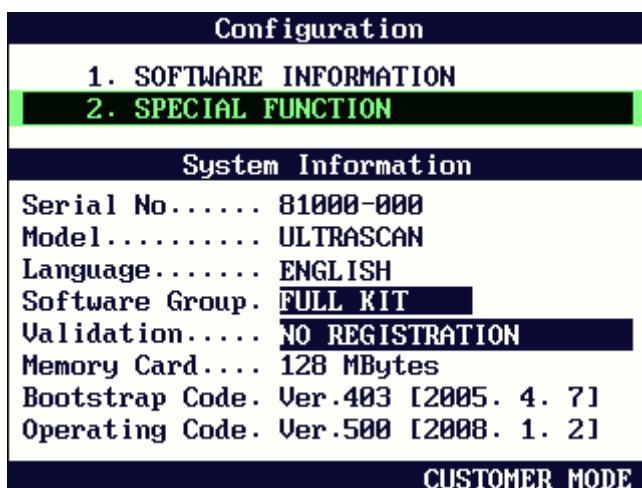 Configuration
1. SOFTWARE INFORMATION
2. SPECIAL FUNCTION
System Information
Serial No...... 81000-000
Model.......... ULTRASCAN
Language....... ENGLISH
Software Group. FULL KIT
Validation..... NO REGISTRATION
Memory Card.... 128 MBytes
Bootstrap Code. Ver.403 [2005. 4. 7]
Operating Code. Ver.500 [2008. 1. 2]
CUSTOMER MODE